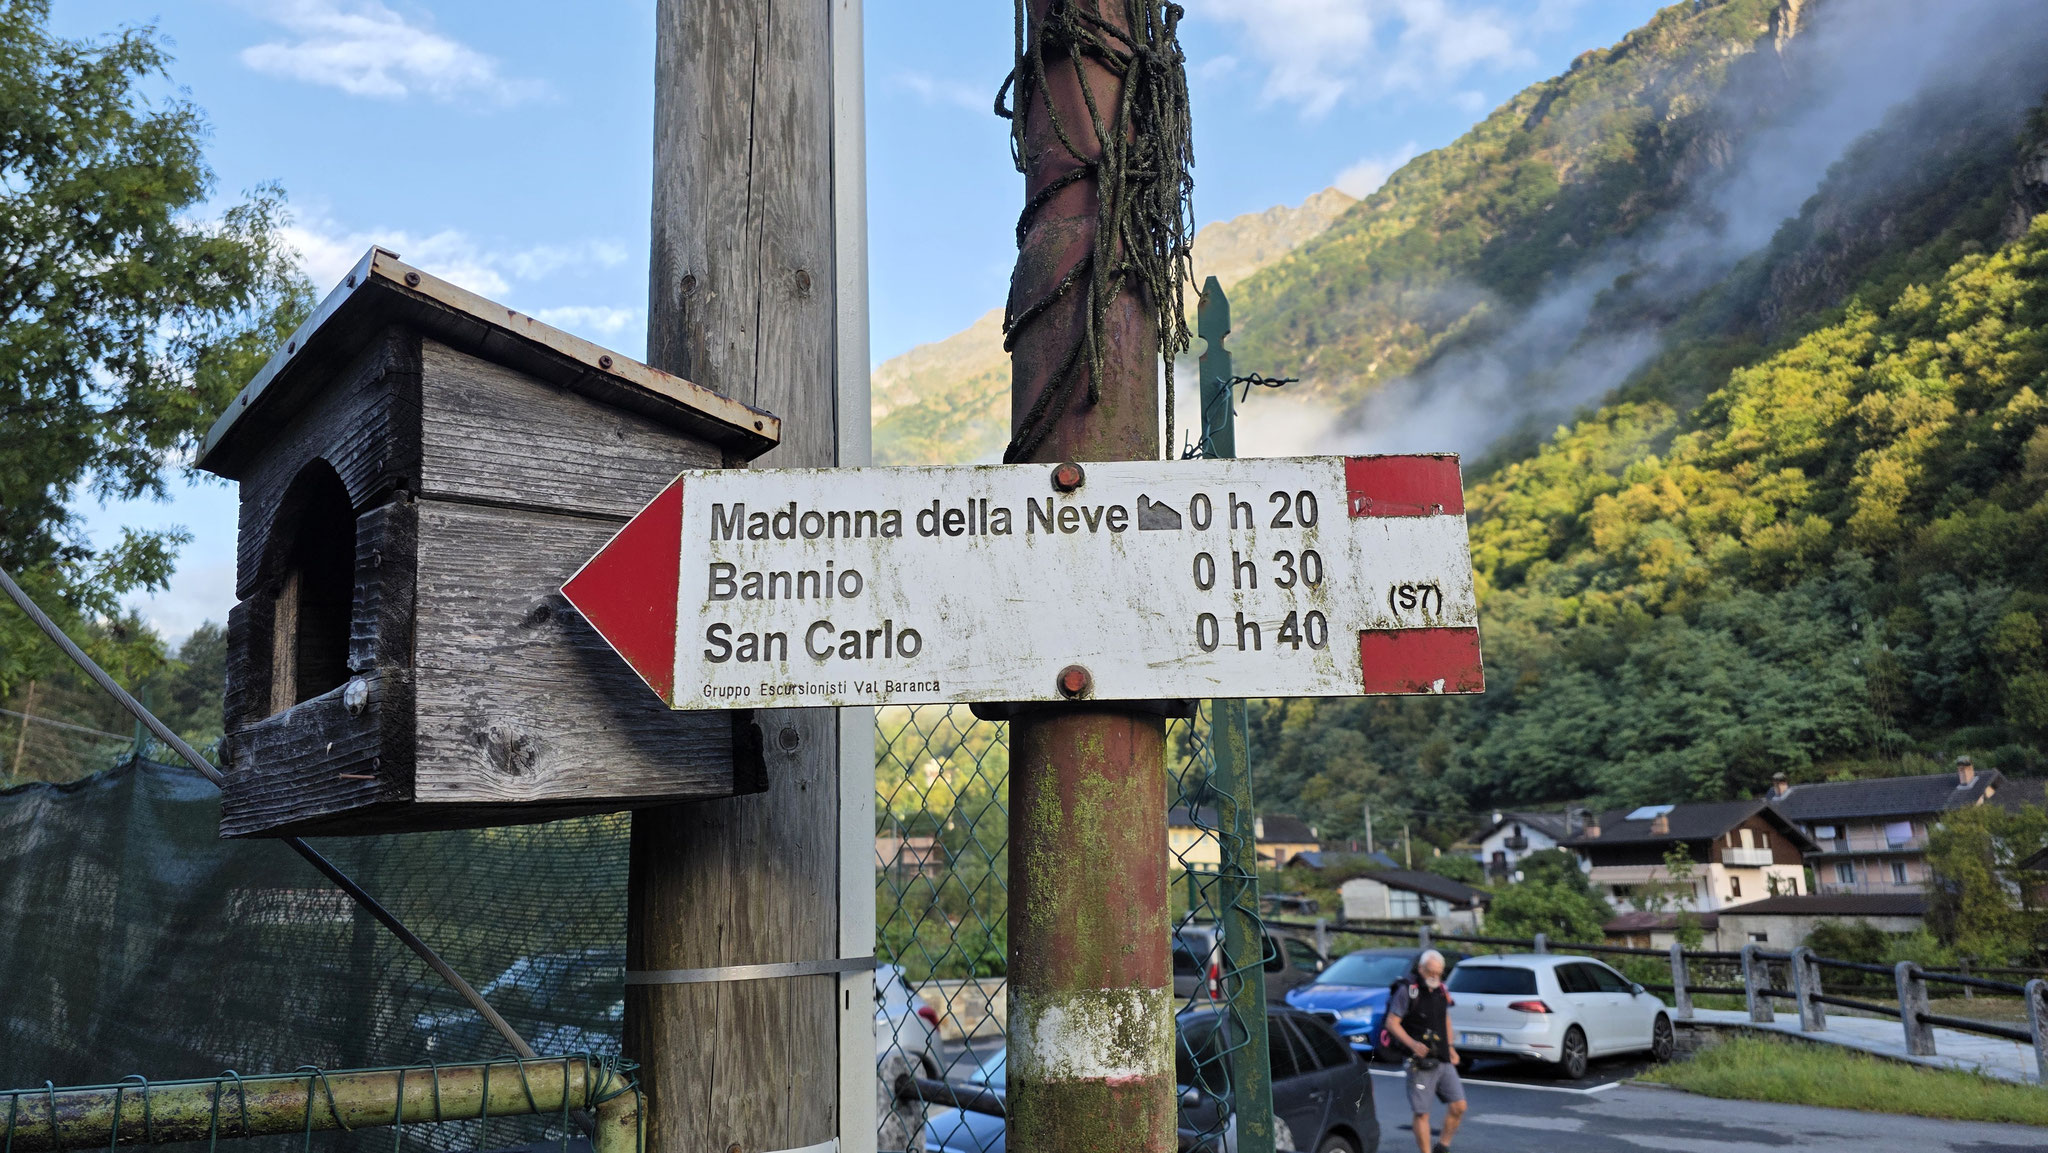 Madonna della Neve 0 h 20
Bannio 0 h 30
San Carlo 0 h 40
(S7)
Gruppo Escursionisti Val Baranca